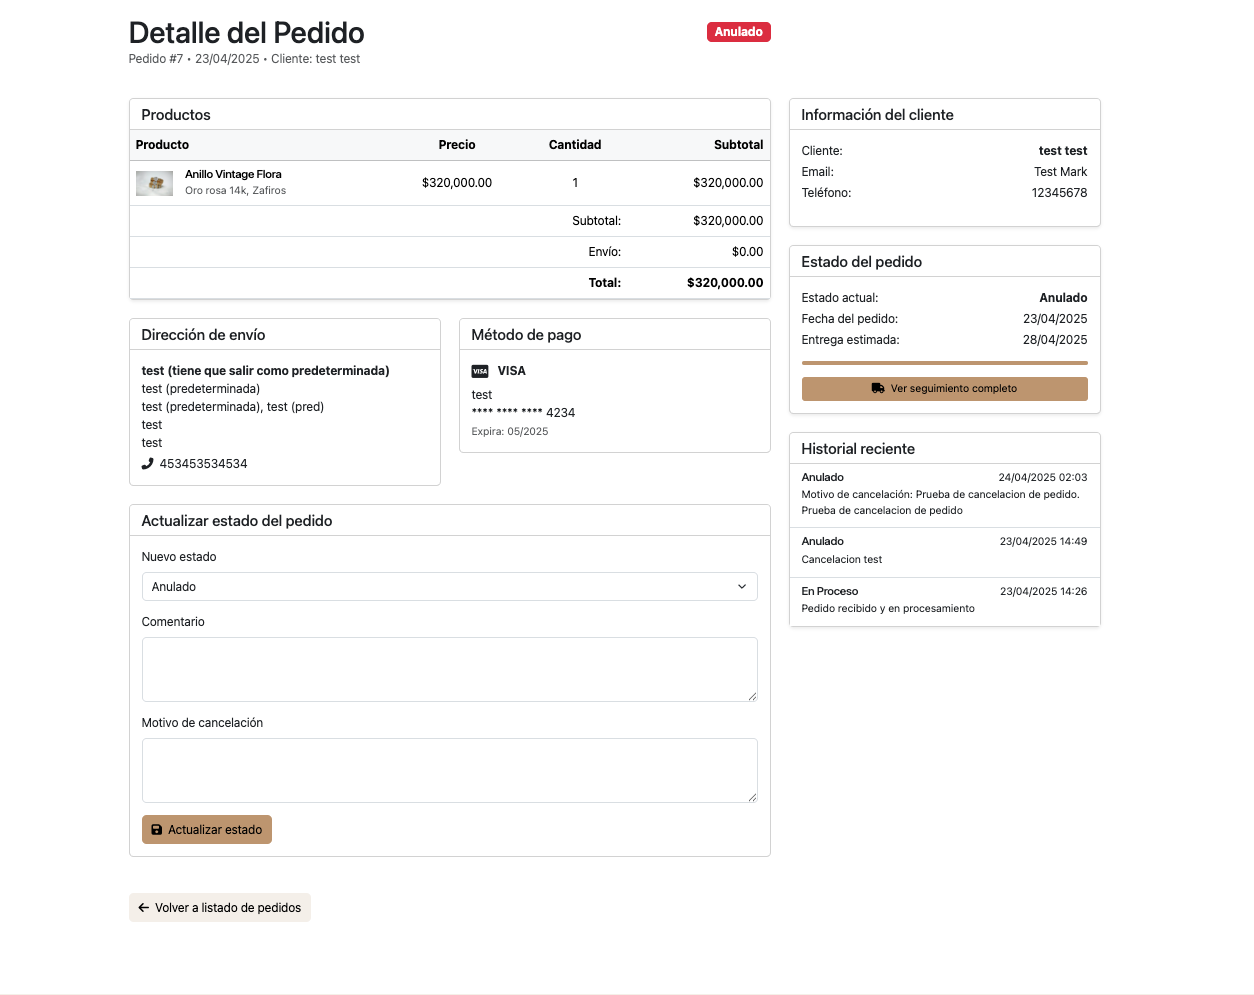 Detalle del Pedido
Anulado
Pedido #7 • 23/04/2025 • Cliente: test test
Productos
Producto Precio Cantidad Subtotal
Anillo Vintage Flora
Oro rosa 14k, Zafiros
$320,000.00 1 $320,000.00
Subtotal: $320,000.00
Envío: $0.00
Total: $320,000.00
Dirección de envío
test (tiene que salir como predeterminada)
test (predeterminada)
test (predeterminada), test (pred)
test
test
453453534534
Método de pago
VISA VISA
test
**** **** **** 4234
Expira: 05/2025
Actualizar estado del pedido
Nuevo estado
Anulado
Comentario
Motivo de cancelación
Actualizar estado
Volver a listado de pedidos
Información del cliente
Cliente: test test
Email: Test Mark
Teléfono: 12345678
Estado del pedido
Estado actual: Anulado
Fecha del pedido: 23/04/2025
Entrega estimada: 28/04/2025
Ver seguimiento completo
Historial reciente
Anulado 24/04/2025 02:03
Motivo de cancelación: Prueba de cancelacion de pedido.
Prueba de cancelacion de pedido
Anulado 23/04/2025 14:49
Cancelacion test
En Proceso 23/04/2025 14:26
Pedido recibido y en procesamiento